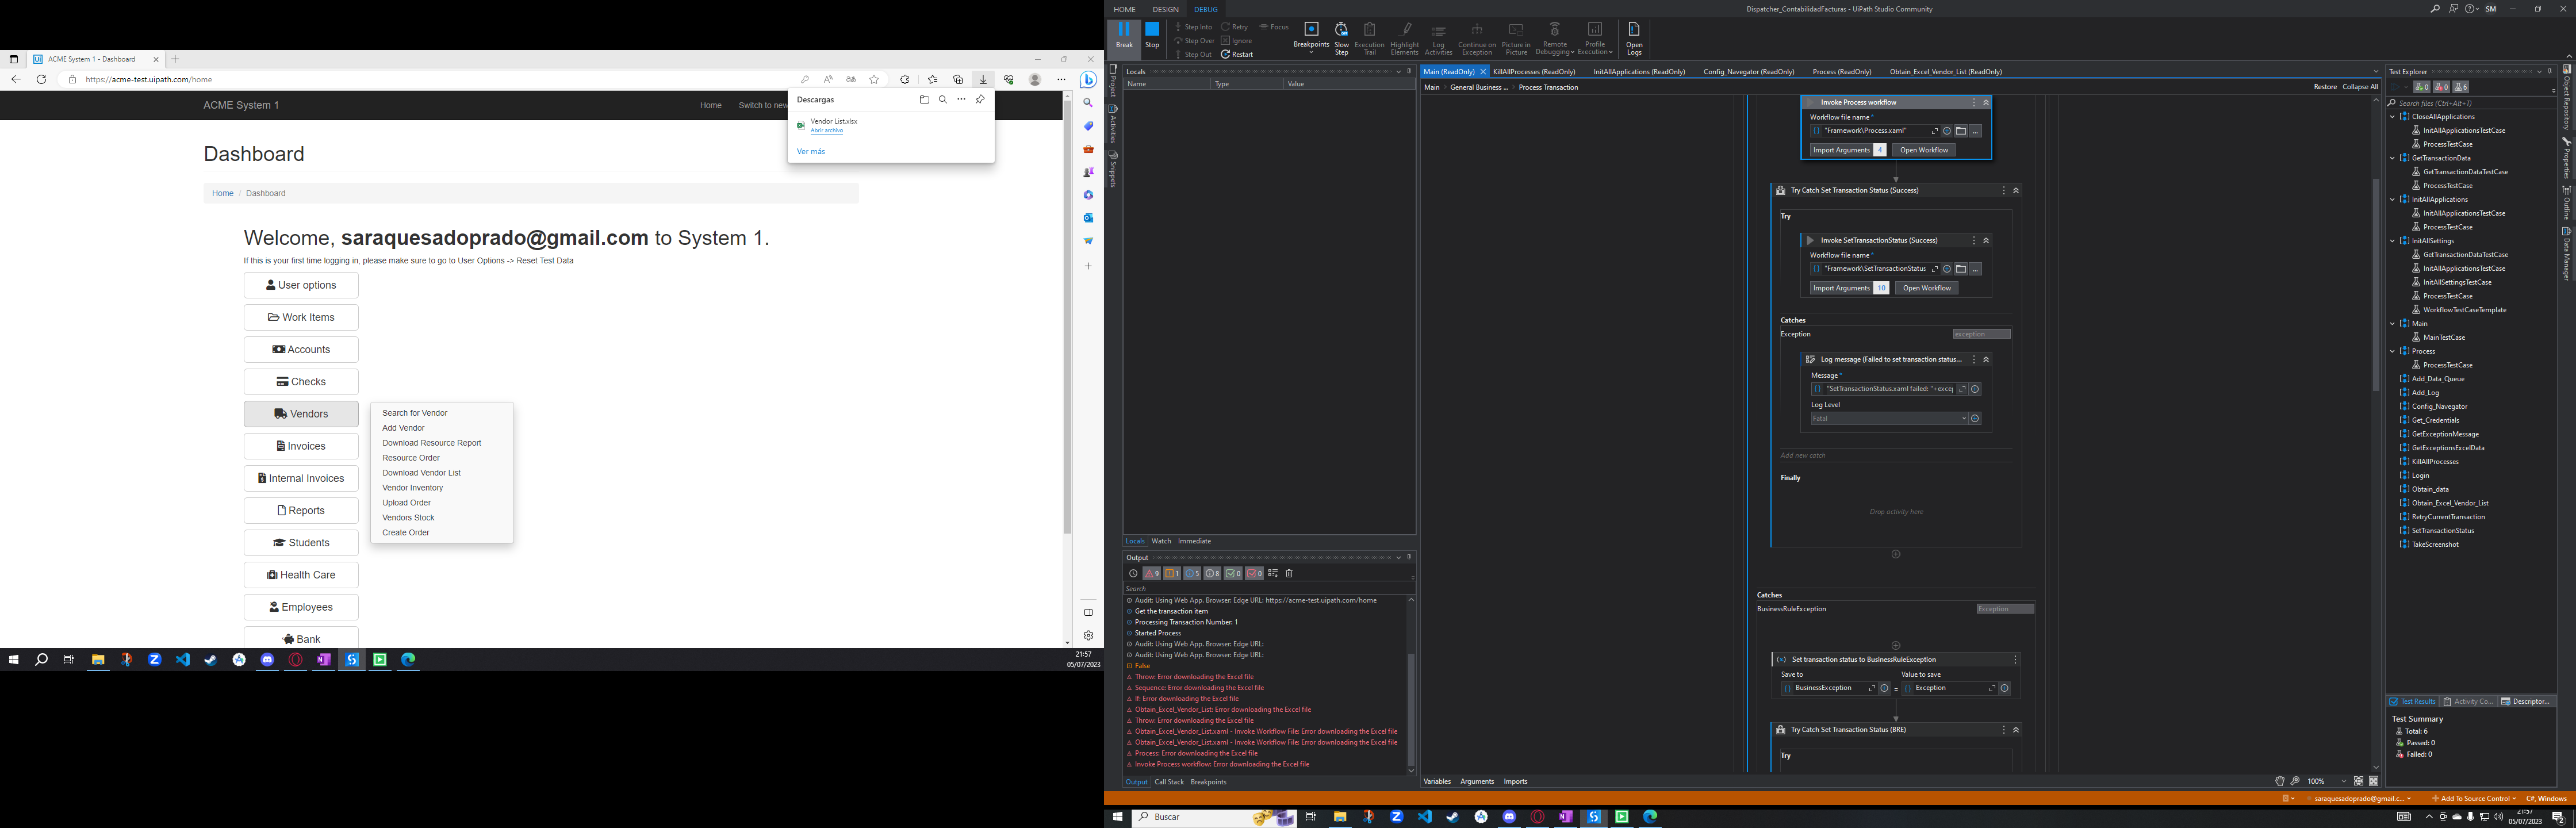 ACME System 1 - Dashboard
https://acme-test.uipath.com/home
ACME System 1
Home
Switch to new
Descargas
Vendor List.xlsx
Abrir archivo
Ver más
Dashboard
Home / Dashboard
Welcome, saraquesadoprado@gmail.com to System 1.
If this is your first time logging in, please make sure to go to User Options -> Reset Test Data
User options
Work Items
Accounts
Checks
Vendors
Invoices
Internal Invoices
Reports
Students
Health Care
Employees
Bank
Search for Vendor
Add Vendor
Download Resource Report
Resource Order
Download Vendor List
Vendor Inventory
Upload Order
Vendors Stock
Create Order
21:57
05/07/2023
HOME DESIGN DEBUG
Dispatcher_ContabilidadFacturas - UiPath Studio Community
SM
Break
Stop
Step Into
Step Over
Step Out
Retry
Ignore
Restart
Focus
Breakpoints
Slow Step
Execution Trail
Highlight Elements
Log Activities
Continue on Exception
Picture in Picture
Remote Debugging
Profile Execution
Open Logs
Project
Activities
Snippets
Locals
Name Type Value
Locals Watch Immediate
Output
9 1 5 8 0 0
Search
Audit: Using Web App. Browser: Edge URL: https://acme-test.uipath.com/home
Get the transaction item
Processing Transaction Number: 1
Started Process
Audit: Using Web App. Browser: Edge URL:
Audit: Using Web App. Browser: Edge URL:
False
Throw: Error downloading the Excel file
Sequence: Error downloading the Excel file
If: Error downloading the Excel file
Obtain_Excel_Vendor_List: Error downloading the Excel file
Throw: Error downloading the Excel file
Obtain_Excel_Vendor_List.xaml - Invoke Workflow File: Error downloading the Excel file
Obtain_Excel_Vendor_List.xaml - Invoke Workflow File: Error downloading the Excel file
Process: Error downloading the Excel file
Invoke Process workflow: Error downloading the Excel file
Output Call Stack Breakpoints
Main (ReadOnly)
KillAllProcesses (ReadOnly)
InitAllApplications (ReadOnly)
Config_Navegator (ReadOnly)
Process (ReadOnly)
Obtain_Excel_Vendor_List (ReadOnly)
Main > General Business ... > Process Transaction
Restore Collapse All
Invoke Process workflow
Workflow file name *
"Framework\Process.xaml"
Import Arguments 4
Open Workflow
Try Catch Set Transaction Status (Success)
Try
Invoke SetTransactionStatus (Success)
Workflow file name *
"Framework\SetTransactionStatus
Import Arguments 10
Open Workflow
Catches
Exception
exception
Log message (Failed to set transaction status...
Message *
"SetTransactionStatus.xaml failed: "+excep
Log Level
Fatal
Add new catch
Finally
Drop activity here
Catches
BusinessRuleException
Exception
Set transaction status to BusinessRuleException
Save to
Value to save
BusinessException
=
Exception
Try Catch Set Transaction Status (BRE)
Try
Variables Arguments Imports
100%
Test Explorer
0 0 6
Search files (Ctrl+Alt+T)
CloseAllApplications
InitAllApplicationsTestCase
ProcessTestCase
GetTransactionData
GetTransactionDataTestCase
ProcessTestCase
InitAllApplications
InitAllApplicationsTestCase
ProcessTestCase
InitAllSettings
GetTransactionDataTestCase
InitAllApplicationsTestCase
InitAllSettingsTestCase
ProcessTestCase
WorkflowTestCaseTemplate
Main
MainTestCase
Process
ProcessTestCase
Add_Data_Queue
Add_Log
Config_Navegator
Get_Credentials
GetExceptionMessage
GetExceptionsExcelData
KillAllProcesses
Login
Obtain_data
Obtain_Excel_Vendor_List
RetryCurrentTransaction
SetTransactionStatus
TakeScreenshot
Test Results
Activity Co...
Descriptor...
Test Summary
Total: 6
Passed: 0
Failed: 0
Object Repository
Properties
Outline
Data Manager
saraquesadoprado@gmail.c...
Add To Source Control
C#, Windows
Buscar
21:57
05/07/2023
2